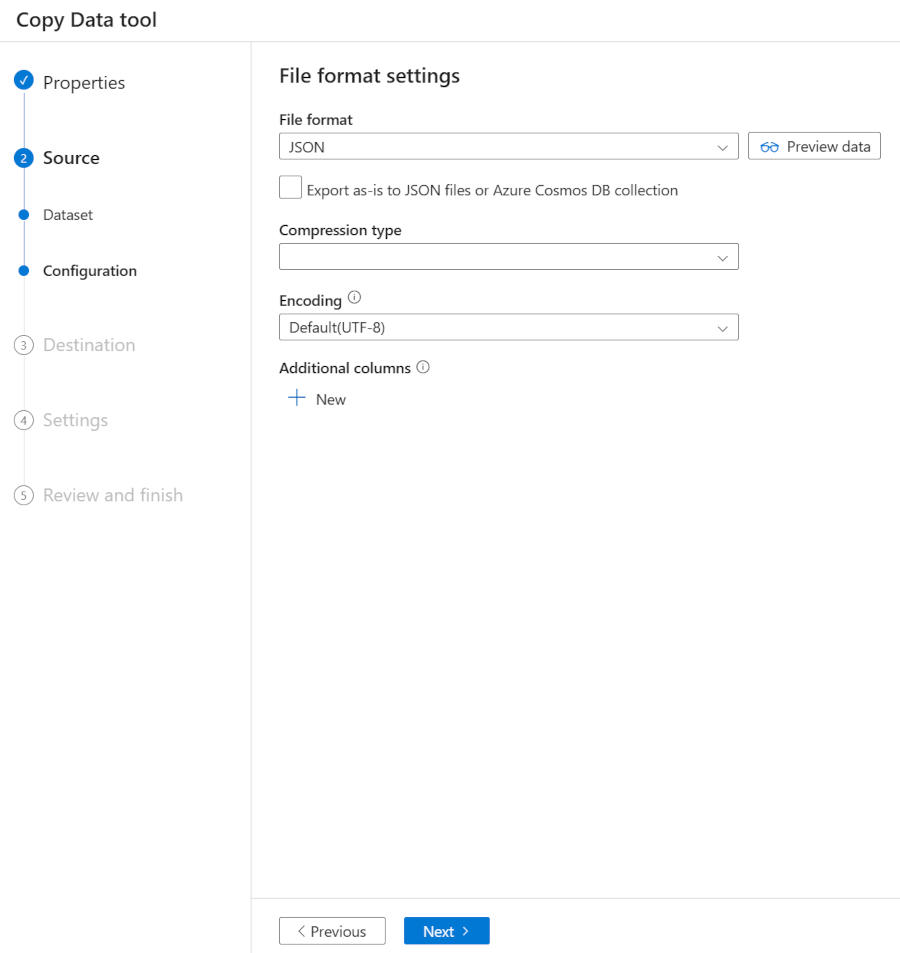 Copy Data tool
Properties
2 Source
Dataset
Configuration
3 Destination
4 Settings
5 Review and finish
File format settings
File format
JSON
Preview data
Export as-is to JSON files or Azure Cosmos DB collection
Compression type
Encoding
Default(UTF-8)
Additional columns
New
Previous
Next